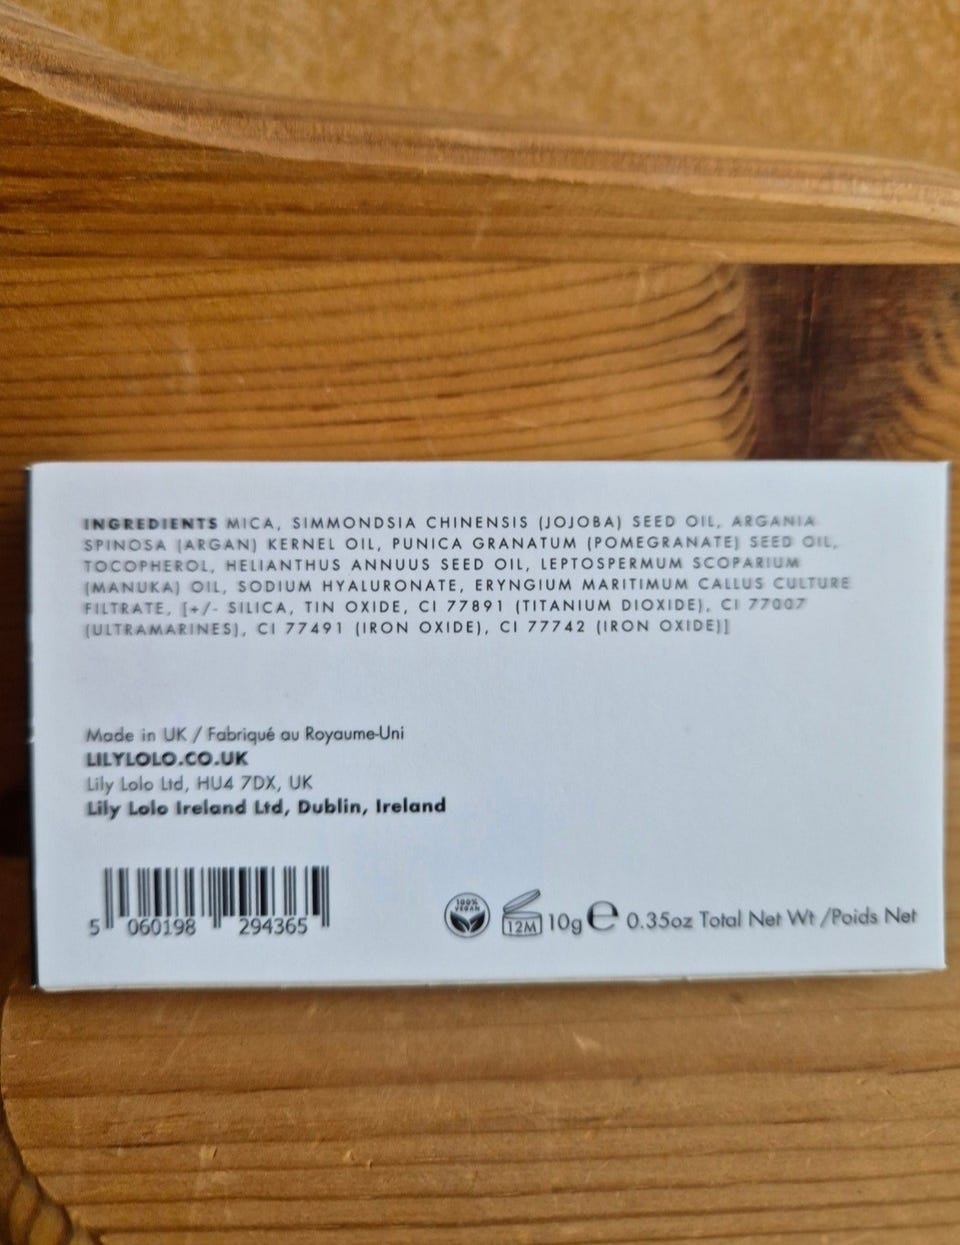 INGREDIENTS MICA, SIMMONDSIA CHINENSIS (JOJOBA) SEED OIL, ARGANIA
SPINOSA (ARGAN) KERNEL OIL, PUNICA GRANATUM (POMEGRANATE) SEED OIL,
TOCOPHEROL, HELIANTHUS ANNUUS SEED OIL, LEPTOSPERMUM SCOPARIUM
(MANUKA) OIL, SODIUM HYALURONATE, ERYNGIUM MARITIMUM CALLUS CULTURE
FILTRATE, [+/- SILICA, TIN OXIDE, CI 77891 (TITANIUM DIOXIDE), CI 77007
(ULTRAMARINES), CI 77491 (IRON OXIDE), CI 77742 (IRON OXIDE)]
Made in UK / Fabriqué au Royaume-Uni
LILYLOLO.CO.UK
Lily Lolo Ltd, HU4 7DX, UK
Lily Lolo Ireland Ltd, Dublin, Ireland
5 060198 294365
100%
VEGAN
12M 10g e 0.35oz Total Net Wt /Poids Net